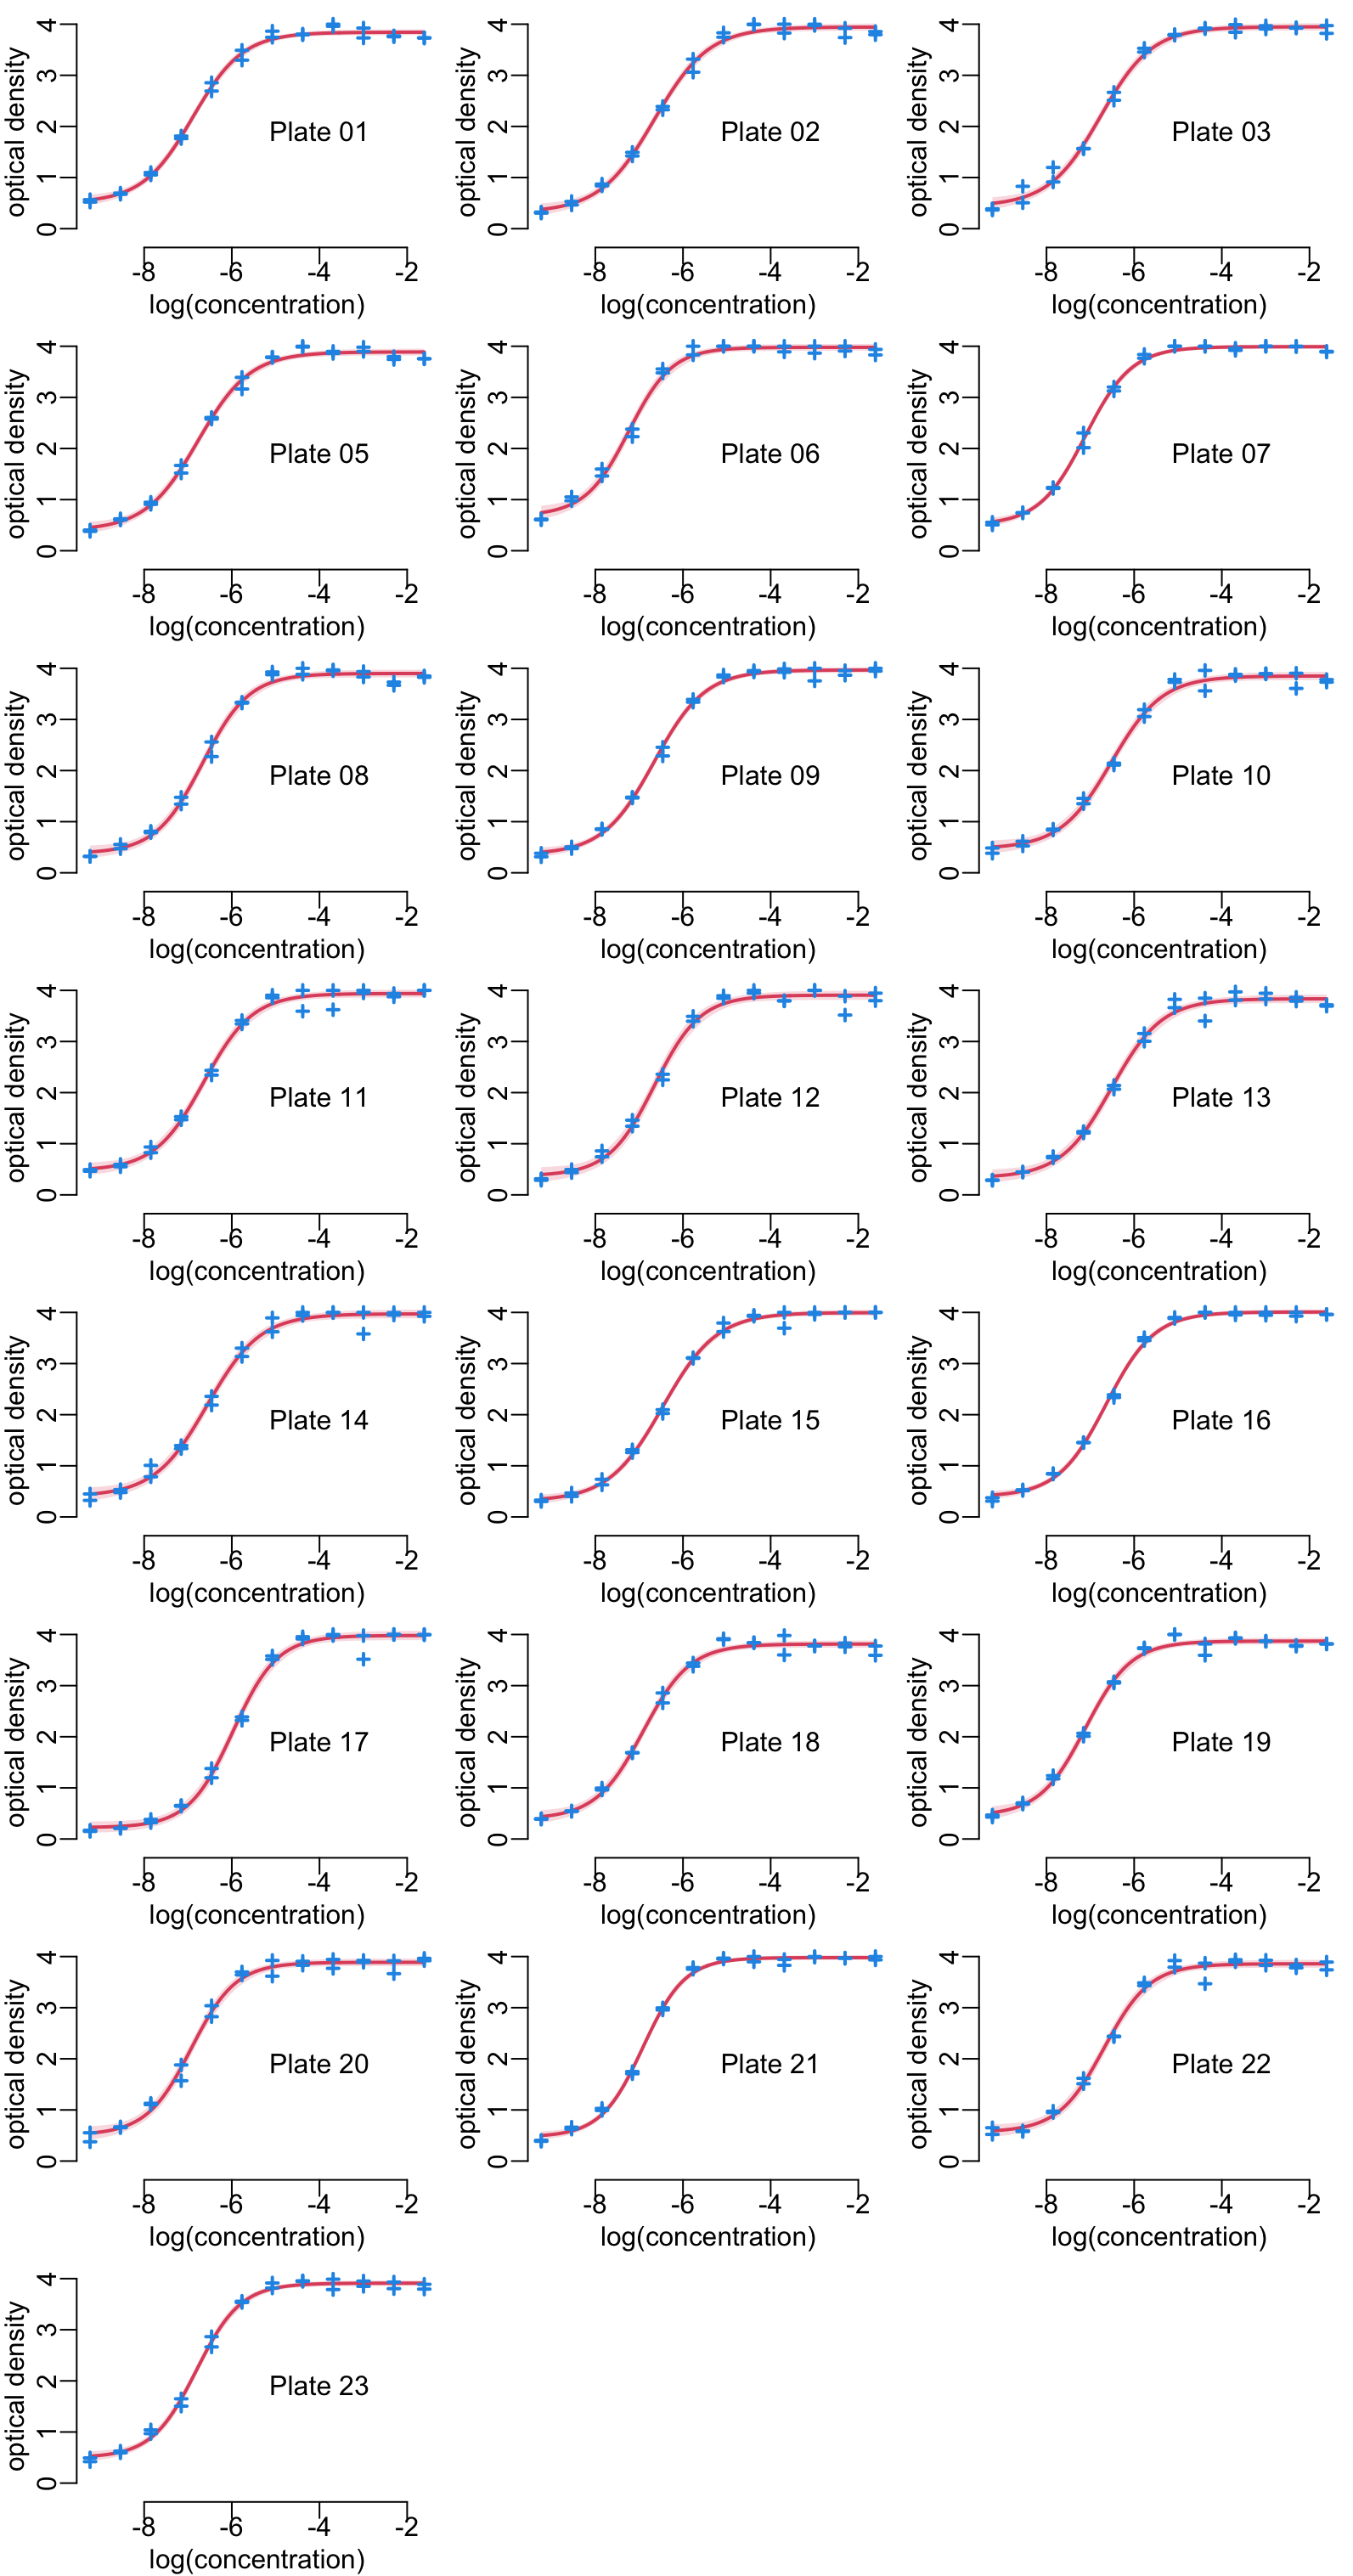 optical density
4
3
2
1
0
Plate 01
-8 -6 -4 -2
log(concentration)
optical density
4
3
2
1
0
Plate 02
-8 -6 -4 -2
log(concentration)
optical density
4
3
2
1
0
Plate 03
-8 -6 -4 -2
log(concentration)
optical density
4
3
2
1
0
Plate 05
-8 -6 -4 -2
log(concentration)
optical density
4
3
2
1
0
Plate 06
-8 -6 -4 -2
log(concentration)
optical density
4
3
2
1
0
Plate 07
-8 -6 -4 -2
log(concentration)
optical density
4
3
2
1
0
Plate 08
-8 -6 -4 -2
log(concentration)
optical density
4
3
2
1
0
Plate 09
-8 -6 -4 -2
log(concentration)
optical density
4
3
2
1
0
Plate 10
-8 -6 -4 -2
log(concentration)
optical density
4
3
2
1
0
Plate 11
-8 -6 -4 -2
log(concentration)
optical density
4
3
2
1
0
Plate 12
-8 -6 -4 -2
log(concentration)
optical density
4
3
2
1
0
Plate 13
-8 -6 -4 -2
log(concentration)
optical density
4
3
2
1
0
Plate 14
-8 -6 -4 -2
log(concentration)
optical density
4
3
2
1
0
Plate 15
-8 -6 -4 -2
log(concentration)
optical density
4
3
2
1
0
Plate 16
-8 -6 -4 -2
log(concentration)
optical density
4
3
2
1
0
Plate 17
-8 -6 -4 -2
log(concentration)
optical density
4
3
2
1
0
Plate 18
-8 -6 -4 -2
log(concentration)
optical density
4
3
2
1
0
Plate 19
-8 -6 -4 -2
log(concentration)
optical density
4
3
2
1
0
Plate 20
-8 -6 -4 -2
log(concentration)
optical density
4
3
2
1
0
Plate 21
-8 -6 -4 -2
log(concentration)
optical density
4
3
2
1
0
Plate 22
-8 -6 -4 -2
log(concentration)
optical density
4
3
2
1
0
Plate 23
-8 -6 -4 -2
log(concentration)